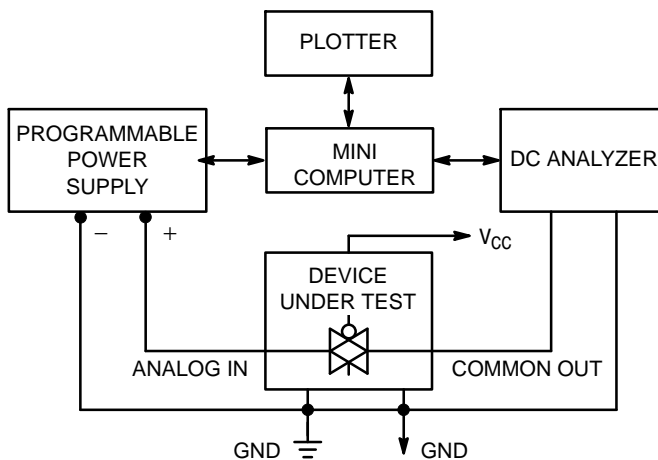 PLOTTER
PROGRAMMABLE
POWER
SUPPLY
MINI
COMPUTER
DC ANALYZER
− +
VCC
DEVICE
UNDER TEST
ANALOG IN
COMMON OUT
GND
GND